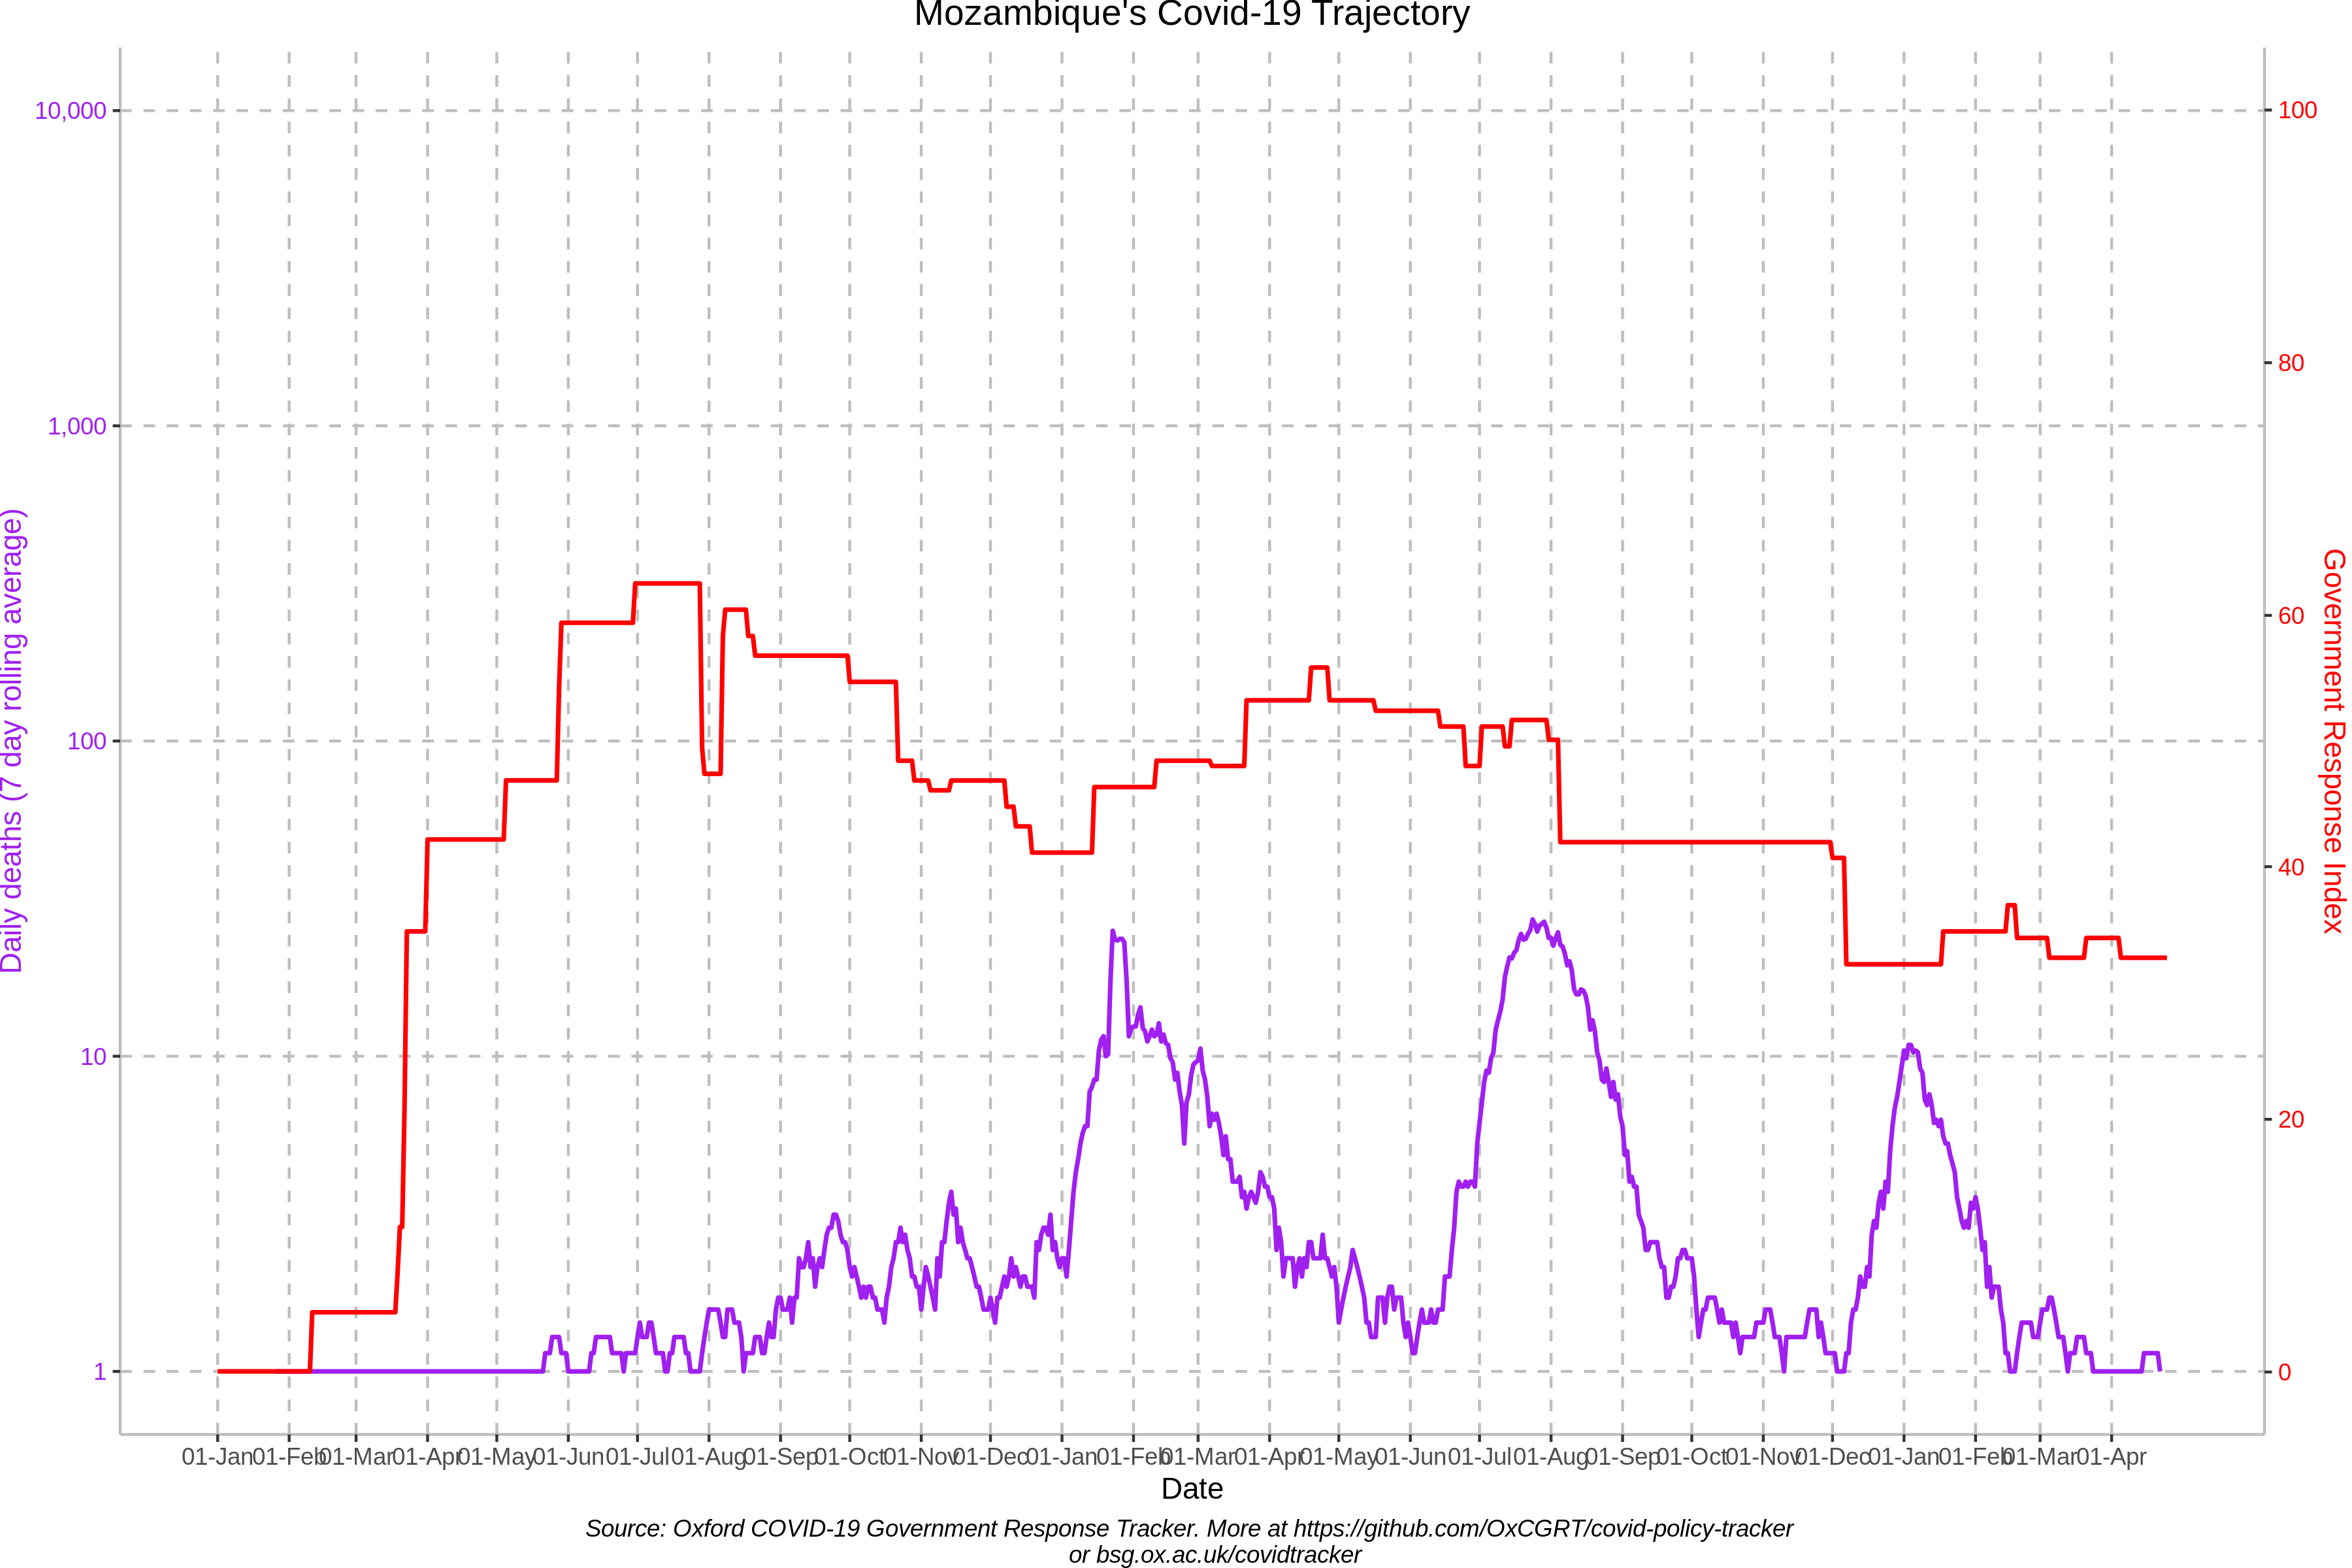 Mozambique's Covid-19 Trajectory
10,000
1,000
100
10
1
Daily deaths (7 day rolling average)
100
80
60
40
20
0
Government Response Index
01-Jan 01-Feb 01-Mar 01-Apr 01-May 01-Jun 01-Jul 01-Aug 01-Sep 01-Oct 01-Nov 01-Dec 01-Jan 01-Feb 01-Mar 01-Apr 01-May 01-Jun 01-Jul 01-Aug 01-Sep 01-Oct 01-Nov 01-Dec 01-Jan 01-Feb 01-Mar 01-Apr
Date
Source: Oxford COVID-19 Government Response Tracker. More at https://github.com/OxCGRT/covid-policy-tracker
or bsg.ox.ac.uk/covidtracker